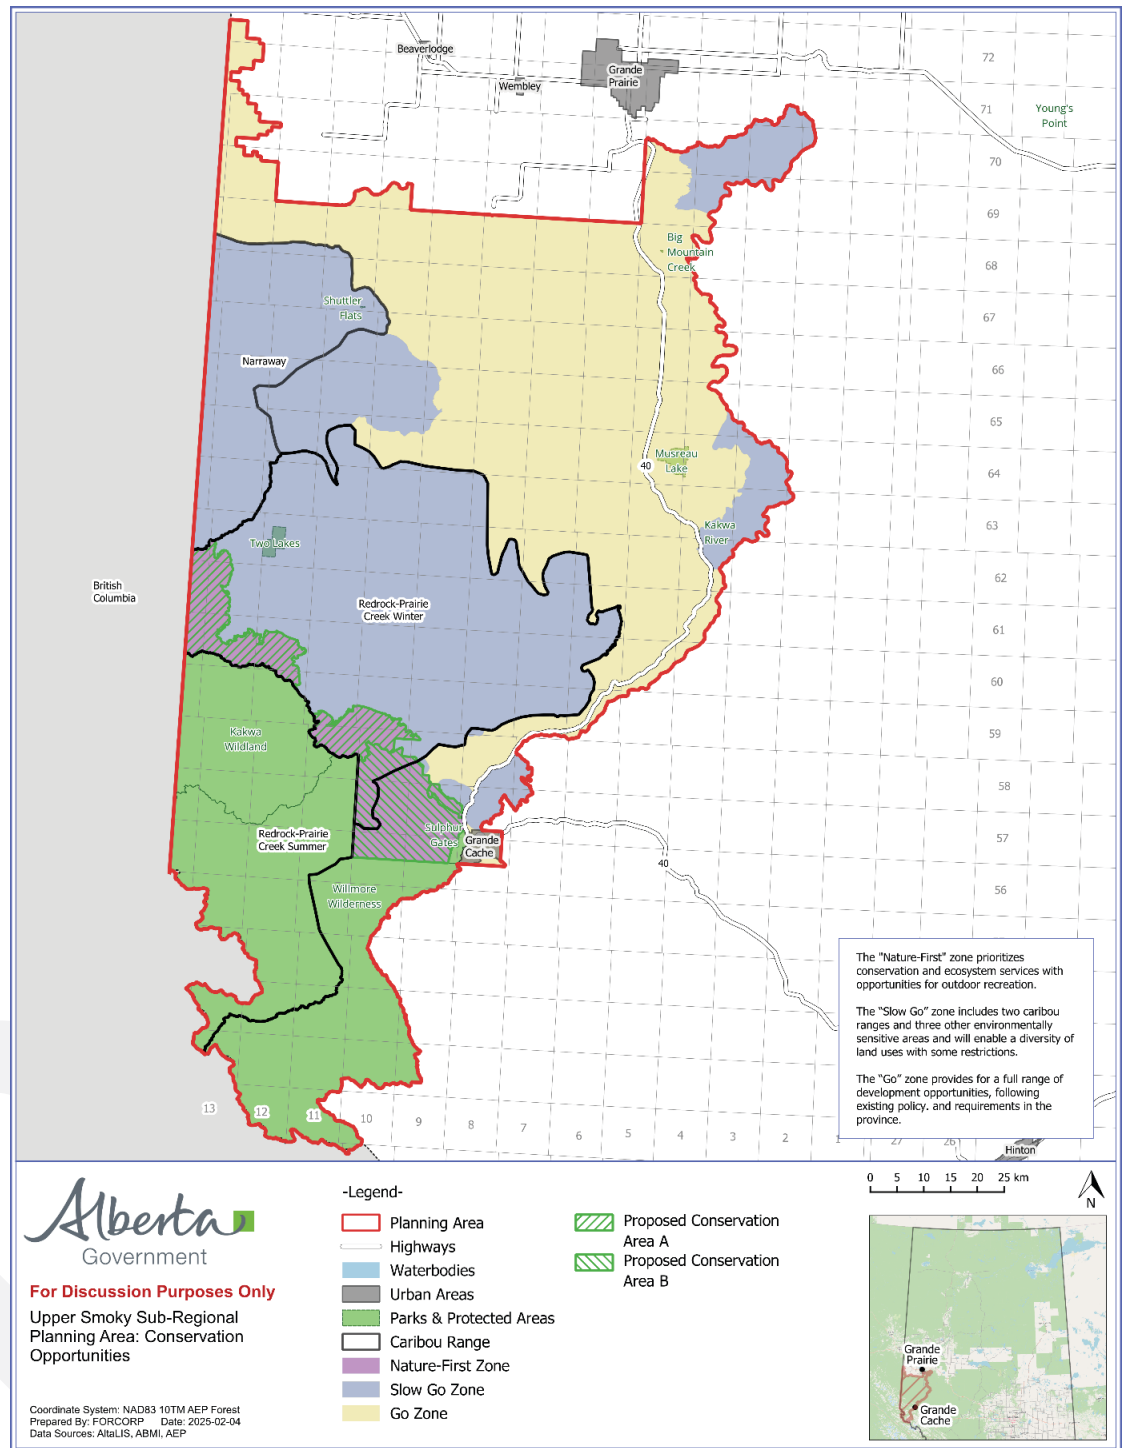 Beaverlodge
Wembley
Grande
Prairie
Young's
Point
72
71
70
69
68
67
66
65
64
63
62
61
60
59
58
57
56
Big
Mountain
Creek
Shuttler
Flats
Narraway
Musreau
Lake
40
Kakwa
River
Two Lakes
British
Columbia
Redrock-Prairie
Creek Winter
Kakwa
Wildland
Redrock-Prairie
Creek Summer
Sulphur
Gates
Grande
Cache
40
Willmore
Wilderness
The "Nature-First" zone prioritizes
conservation and ecosystem services with
opportunities for outdoor recreation.
The "Slow Go" zone includes two caribou
ranges and three other environmentally
sensitive areas and will enable a diversity of
land uses with some restrictions.
The "Go" zone provides for a full range of
development opportunities, following
existing policy. and requirements in the
province.
13 12 11 10 9 8 7 6 5 4 3 2 1 27 26
Hinton
Alberta
Government
For Discussion Purposes Only
Upper Smoky Sub-Regional
Planning Area: Conservation
Opportunities
Coordinate System: NAD83 10TM AEP Forest
Prepared By: FORCORP Date: 2025-02-04
Data Sources: AltaLIS, ABMI, AEP
-Legend-
Planning Area
Highways
Waterbodies
Urban Areas
Parks & Protected Areas
Caribou Range
Nature-First Zone
Slow Go Zone
Go Zone
Proposed Conservation
Area A
Proposed Conservation
Area B
0 5 10 15 20 25 km
N
Grande
Prairie
Grande
Cache